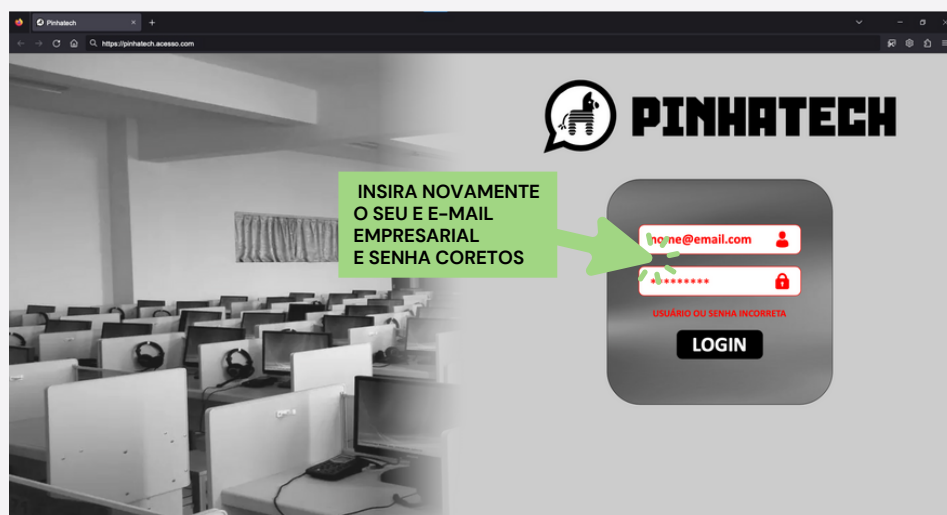 Pinhatech
https://pinhatech.acesso.com
PINHATECH
INSIRA NOVAMENTE
O SEU E E-MAIL
EMPRESARIAL
E SENHA CORETOS
nome@email.com
*********
USUÁRIO OU SENHA INCORRETA
LOGIN